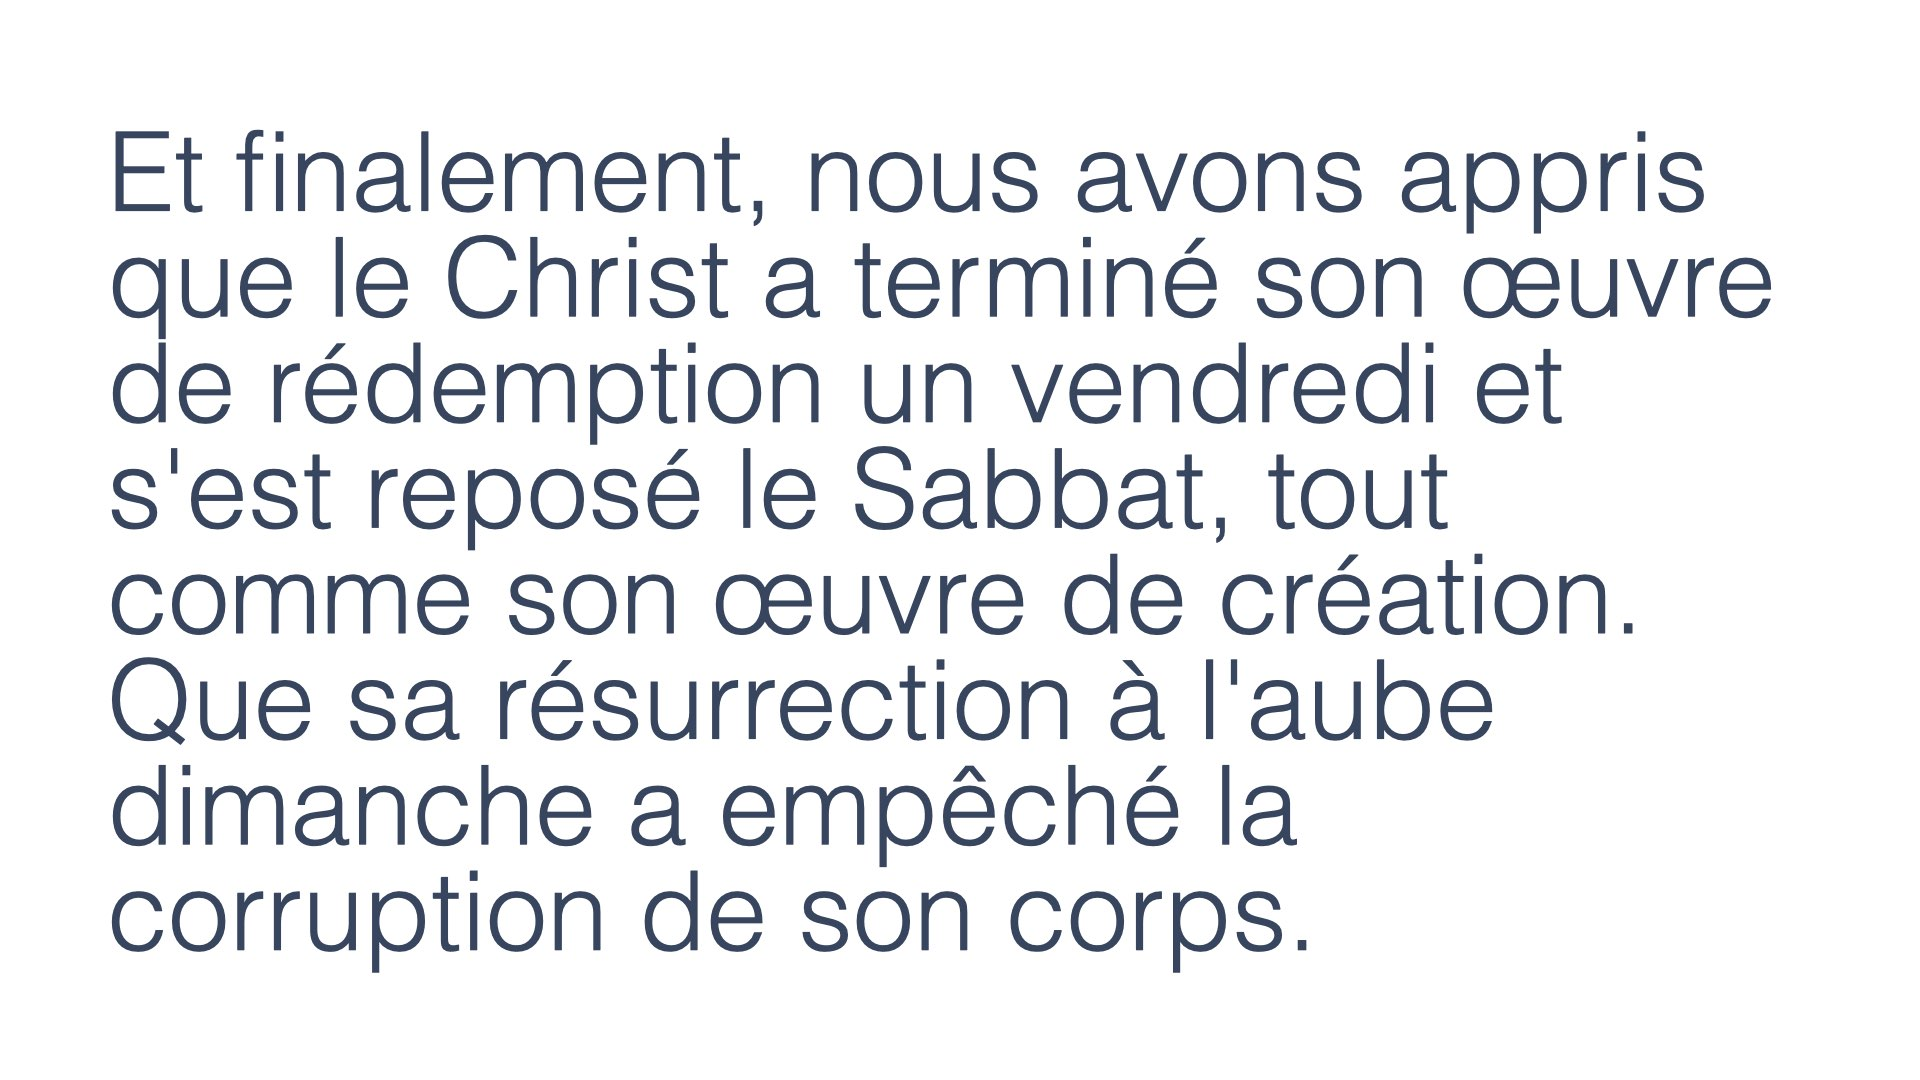 Et finalement, nous avons appris
que le Christ a terminé son œuvre
de rédemption un vendredi et
s'est reposé le Sabbat, tout
comme son œuvre de création.
Que sa résurrection à l'aube
dimanche a empêché la
corruption de son corps.